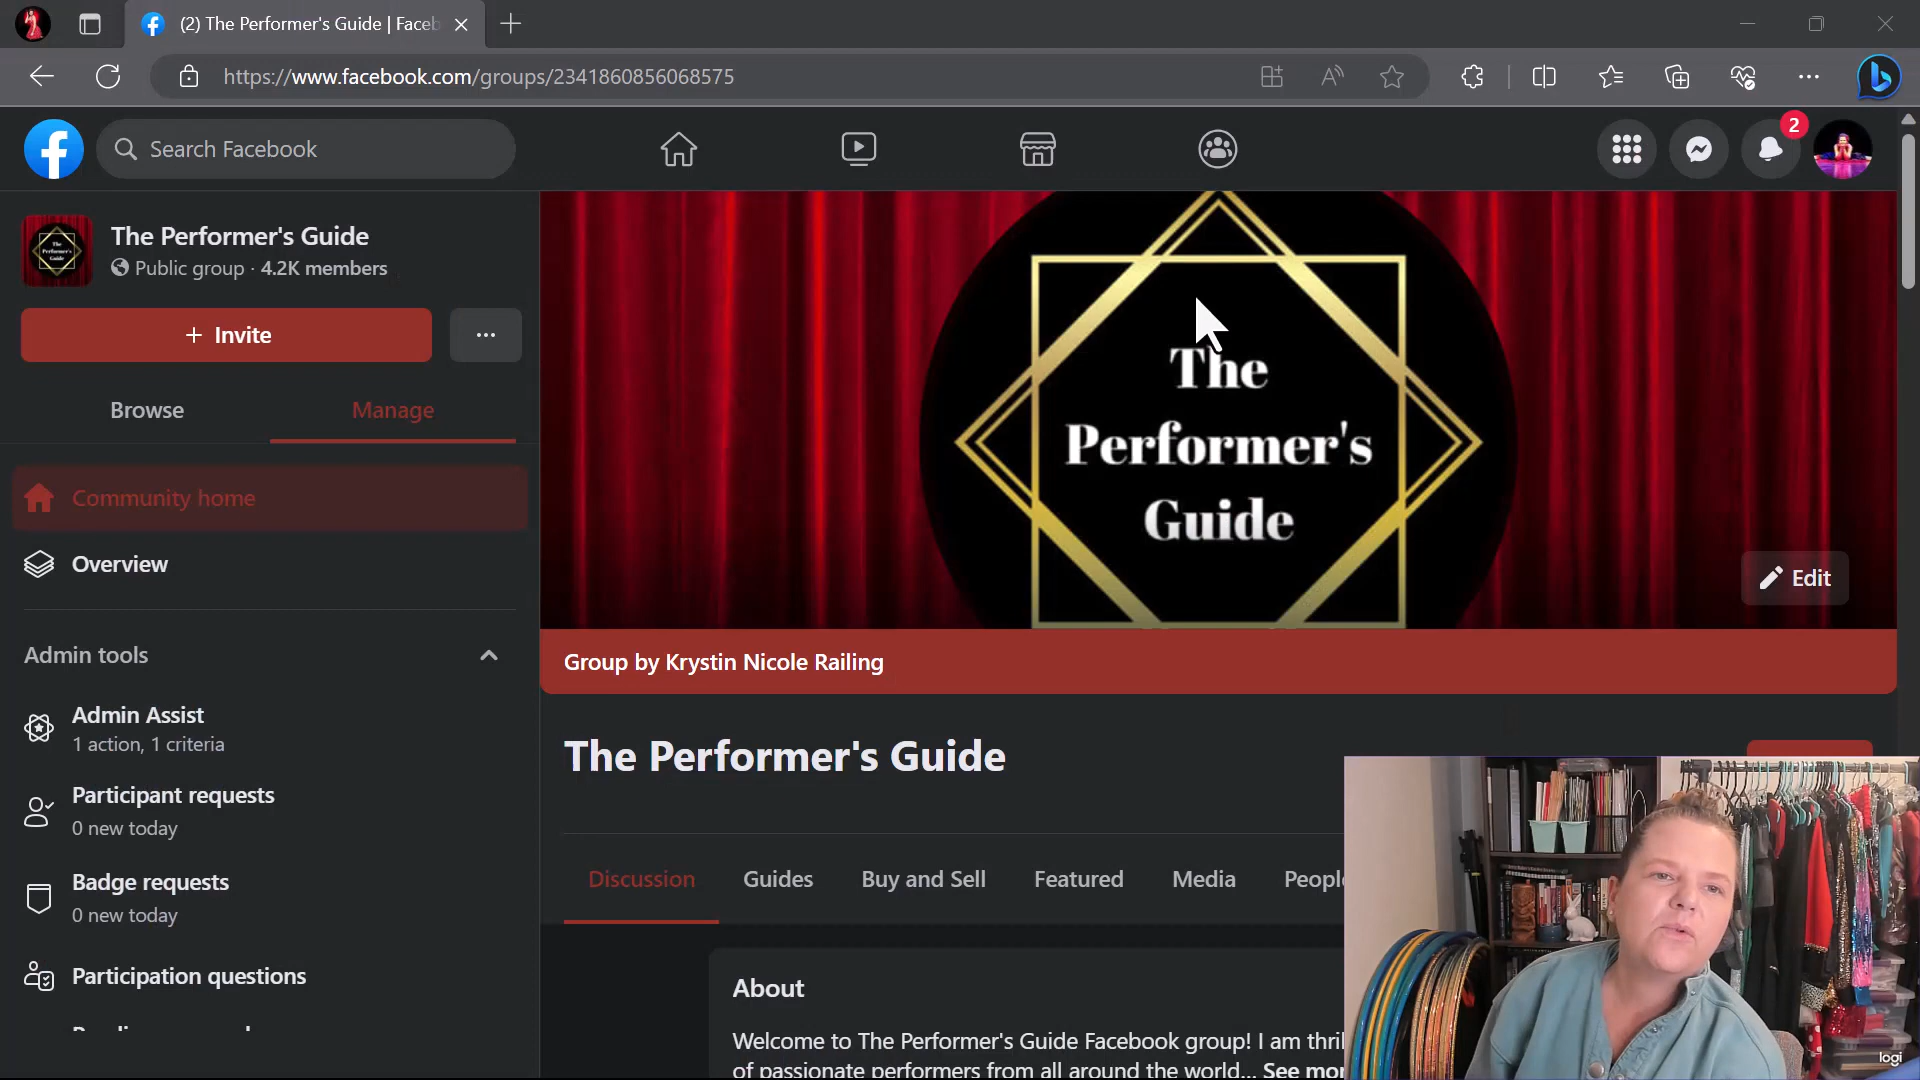 (2) The Performer's Guide | Faceb
https://www.facebook.com/groups/2341860856068575
Search Facebook
2
The Performer's Guide
Public group · 4.2K members
+ Invite
Browse
Manage
Community home
Overview
Admin tools
Admin Assist
1 action, 1 criteria
Participant requests
0 new today
Badge requests
0 new today
Participation questions
The
Performer's
Guide
Edit
Group by Krystin Nicole Railing
The Performer's Guide
Discussion
Guides
Buy and Sell
Featured
Media
People
About
Welcome to The Performer's Guide Facebook group! I am thril
of passionate performers from all around the world... See mor
logi